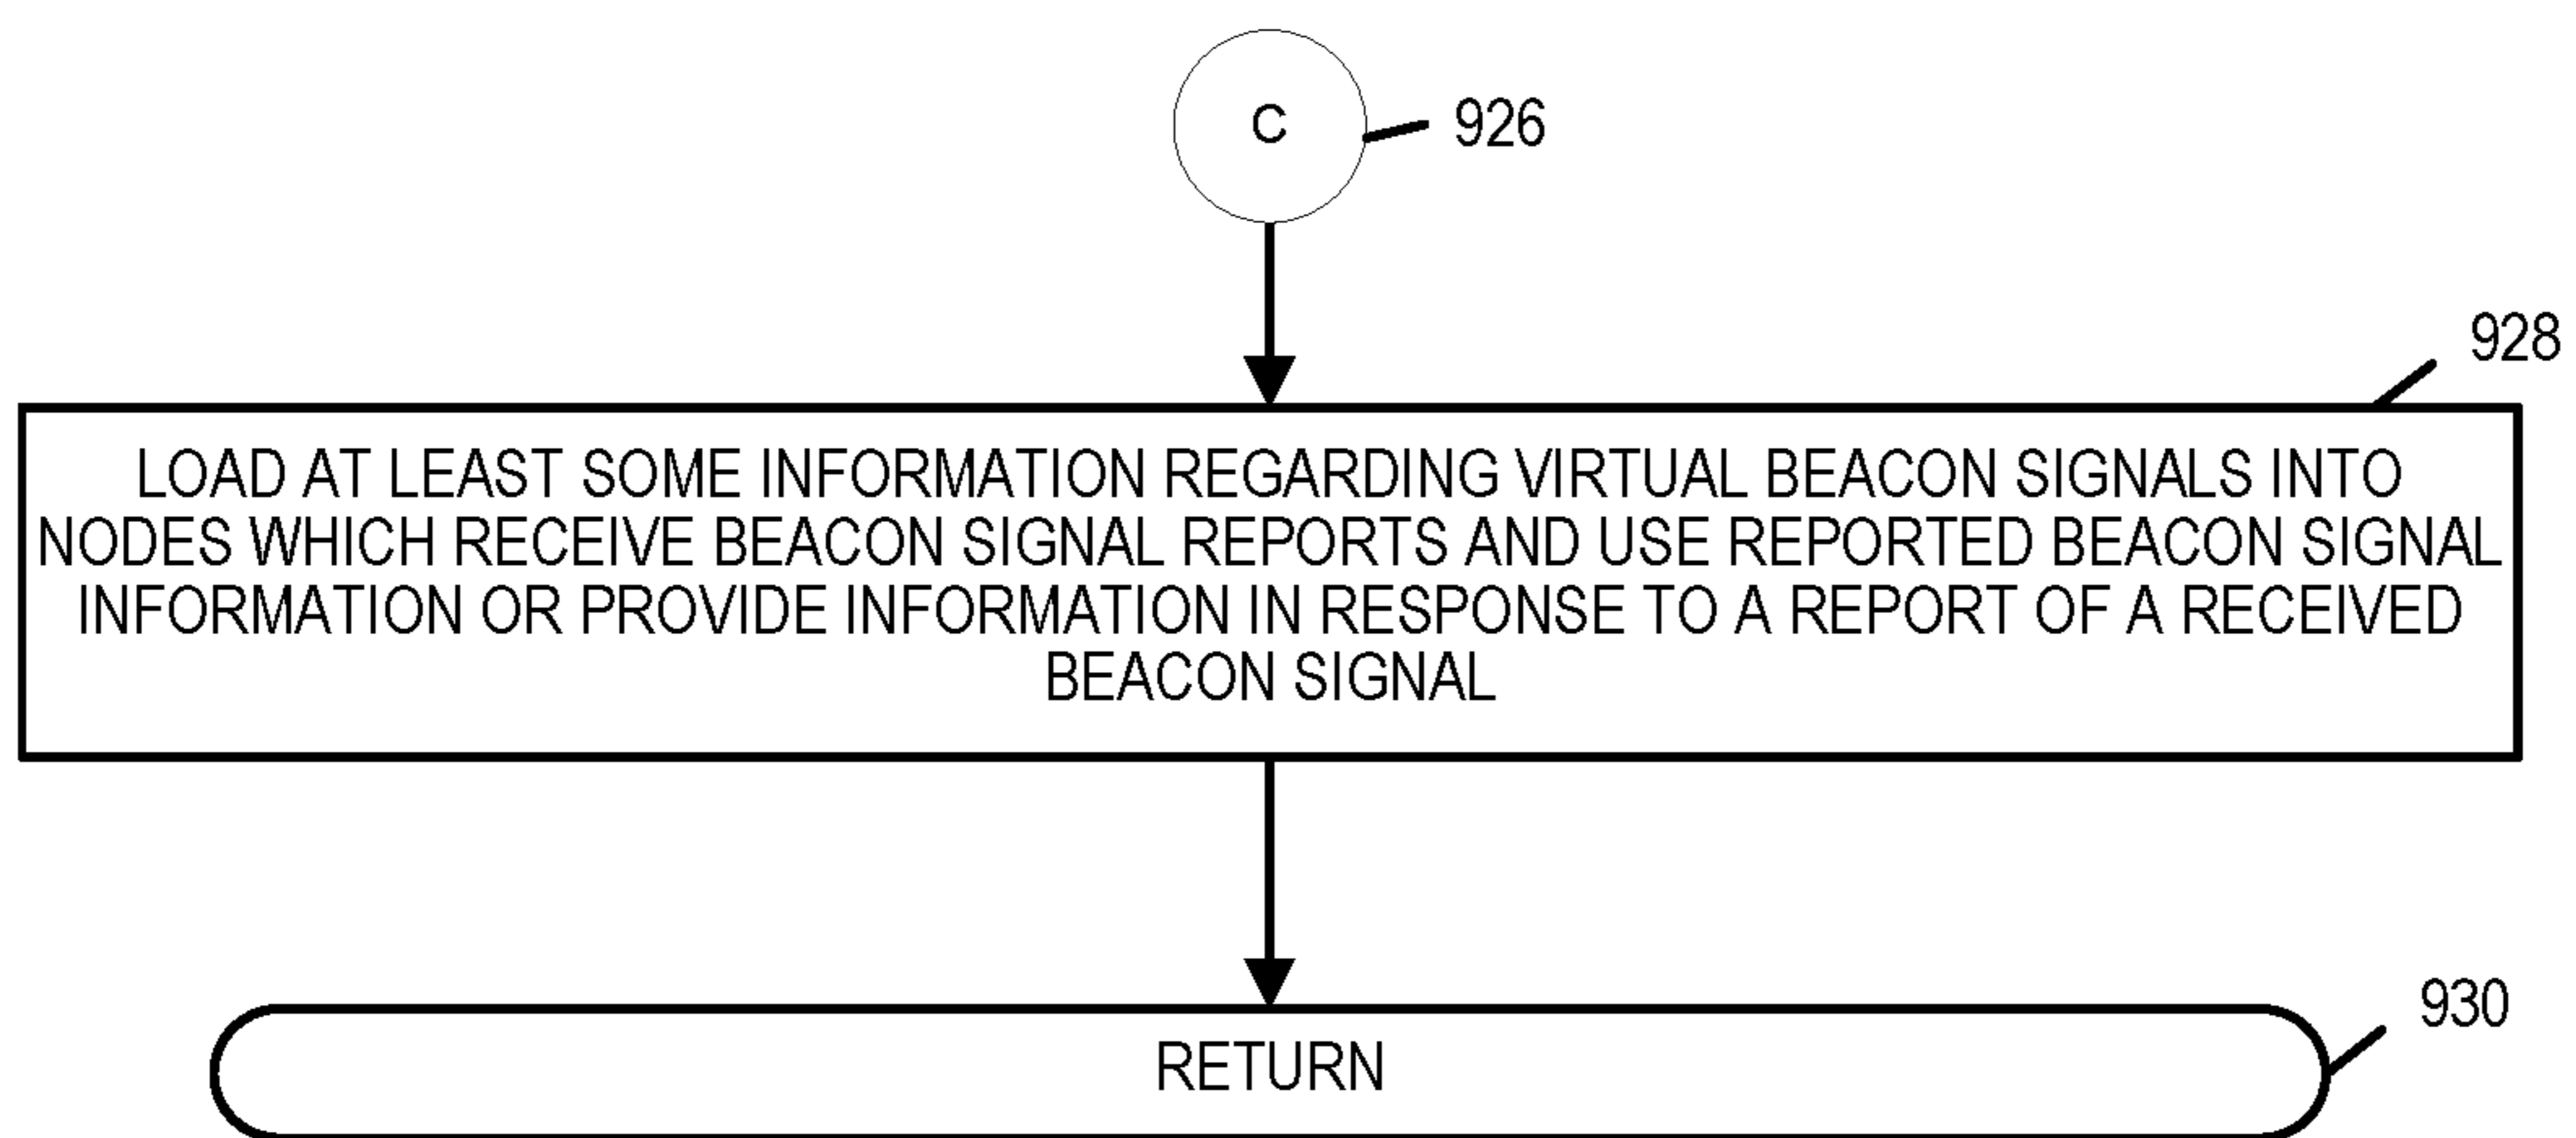 C
926
928
LOAD AT LEAST SOME INFORMATION REGARDING VIRTUAL BEACON SIGNALS INTO
NODES WHICH RECEIVE BEACON SIGNAL REPORTS AND USE REPORTED BEACON SIGNAL
INFORMATION OR PROVIDE INFORMATION IN RESPONSE TO A REPORT OF A RECEIVED
BEACON SIGNAL
930
RETURN